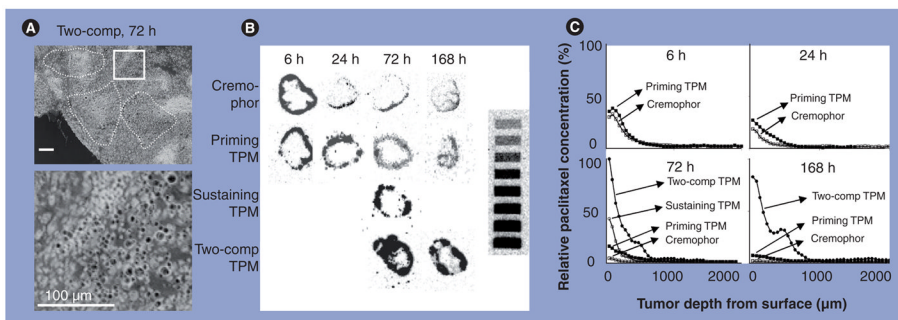 A
Two-comp, 72 h
100 µm
B
6 h 24 h 72 h 168 h
Cremo-
phor
Priming
TPM
Sustaining
TPM
Two-comp
TPM
C
Relative paclitaxel concentration (%)
100
50
0
6 h
Priming TPM
Cremophor
24 h
Priming TPM
Cremophor
100
50
0
72 h
Two-comp TPM
Sustaining TPM
Priming TPM
Cremophor
168 h
Two-comp TPM
Priming TPM
Cremophor
0 1000 2000 0 1000 2000
Tumor depth from surface (µm)